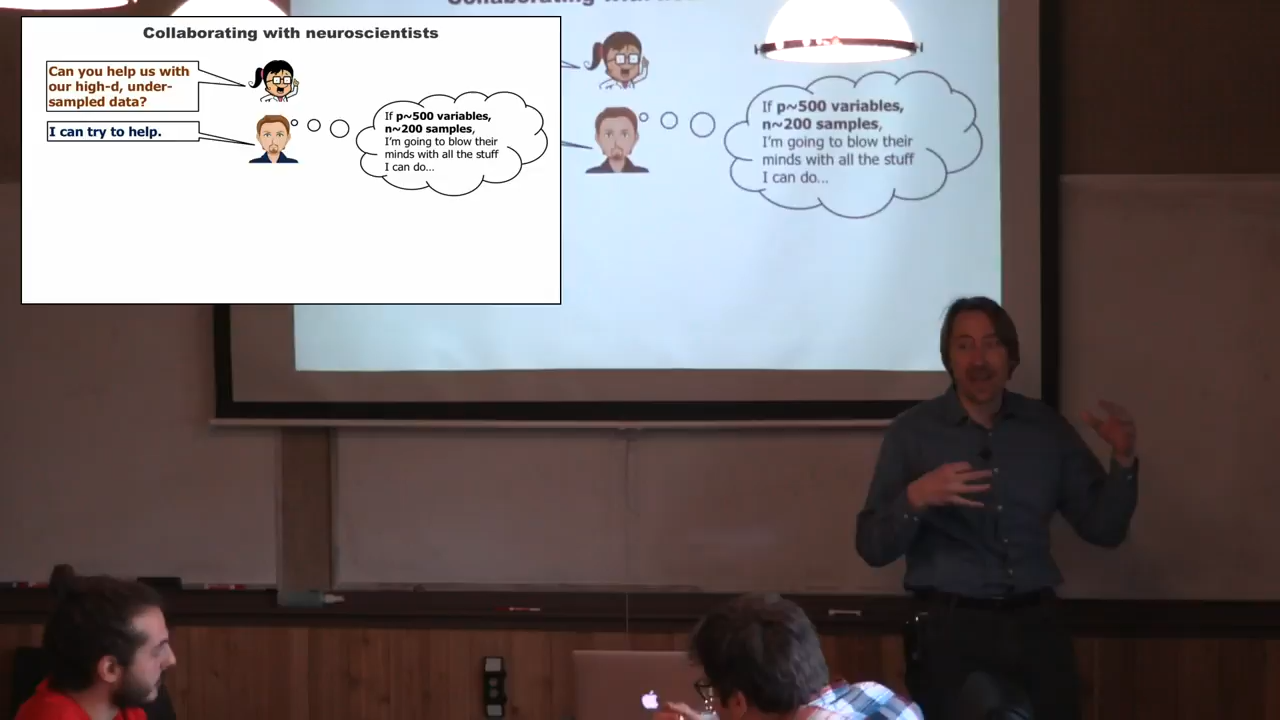 Collaborating with neuroscientists
Can you help us with
our high-d, under-
sampled data?
I can try to help.
If p~500 variables,
n~200 samples,
I'm going to blow their
minds with all the stuff
I can do...
If p~500 variables,
n~200 samples,
I'm going to blow their
minds with all the stuff
I can do...